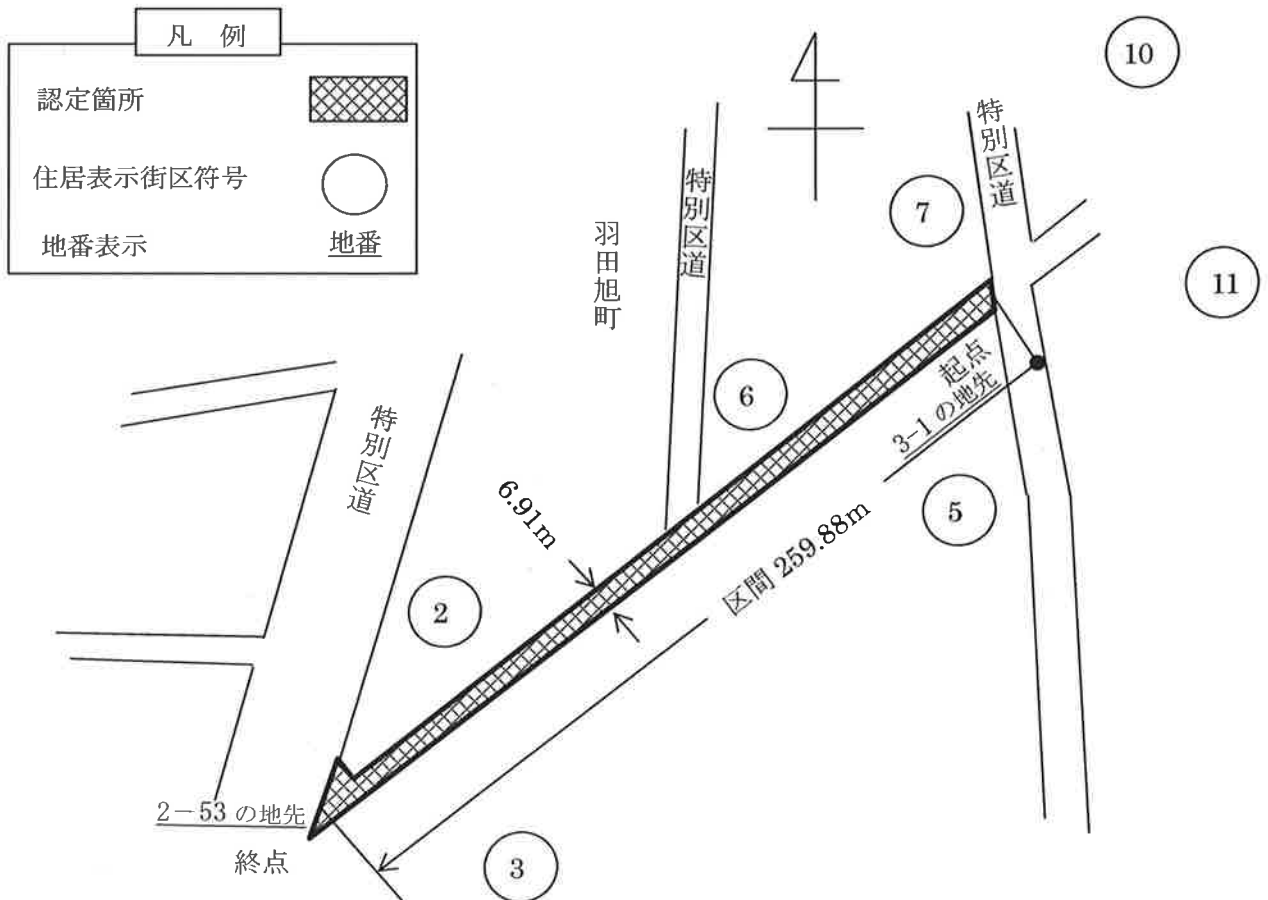 凡 例
認定箇所
住居表示街区符号
地番表示 地番
10
特別区道
特別区道
7
羽田旭町
11
起点
3-1 の地先
6
特別区道
6.91m
5
区間 259.88m
2
2－53 の地先
終点
3